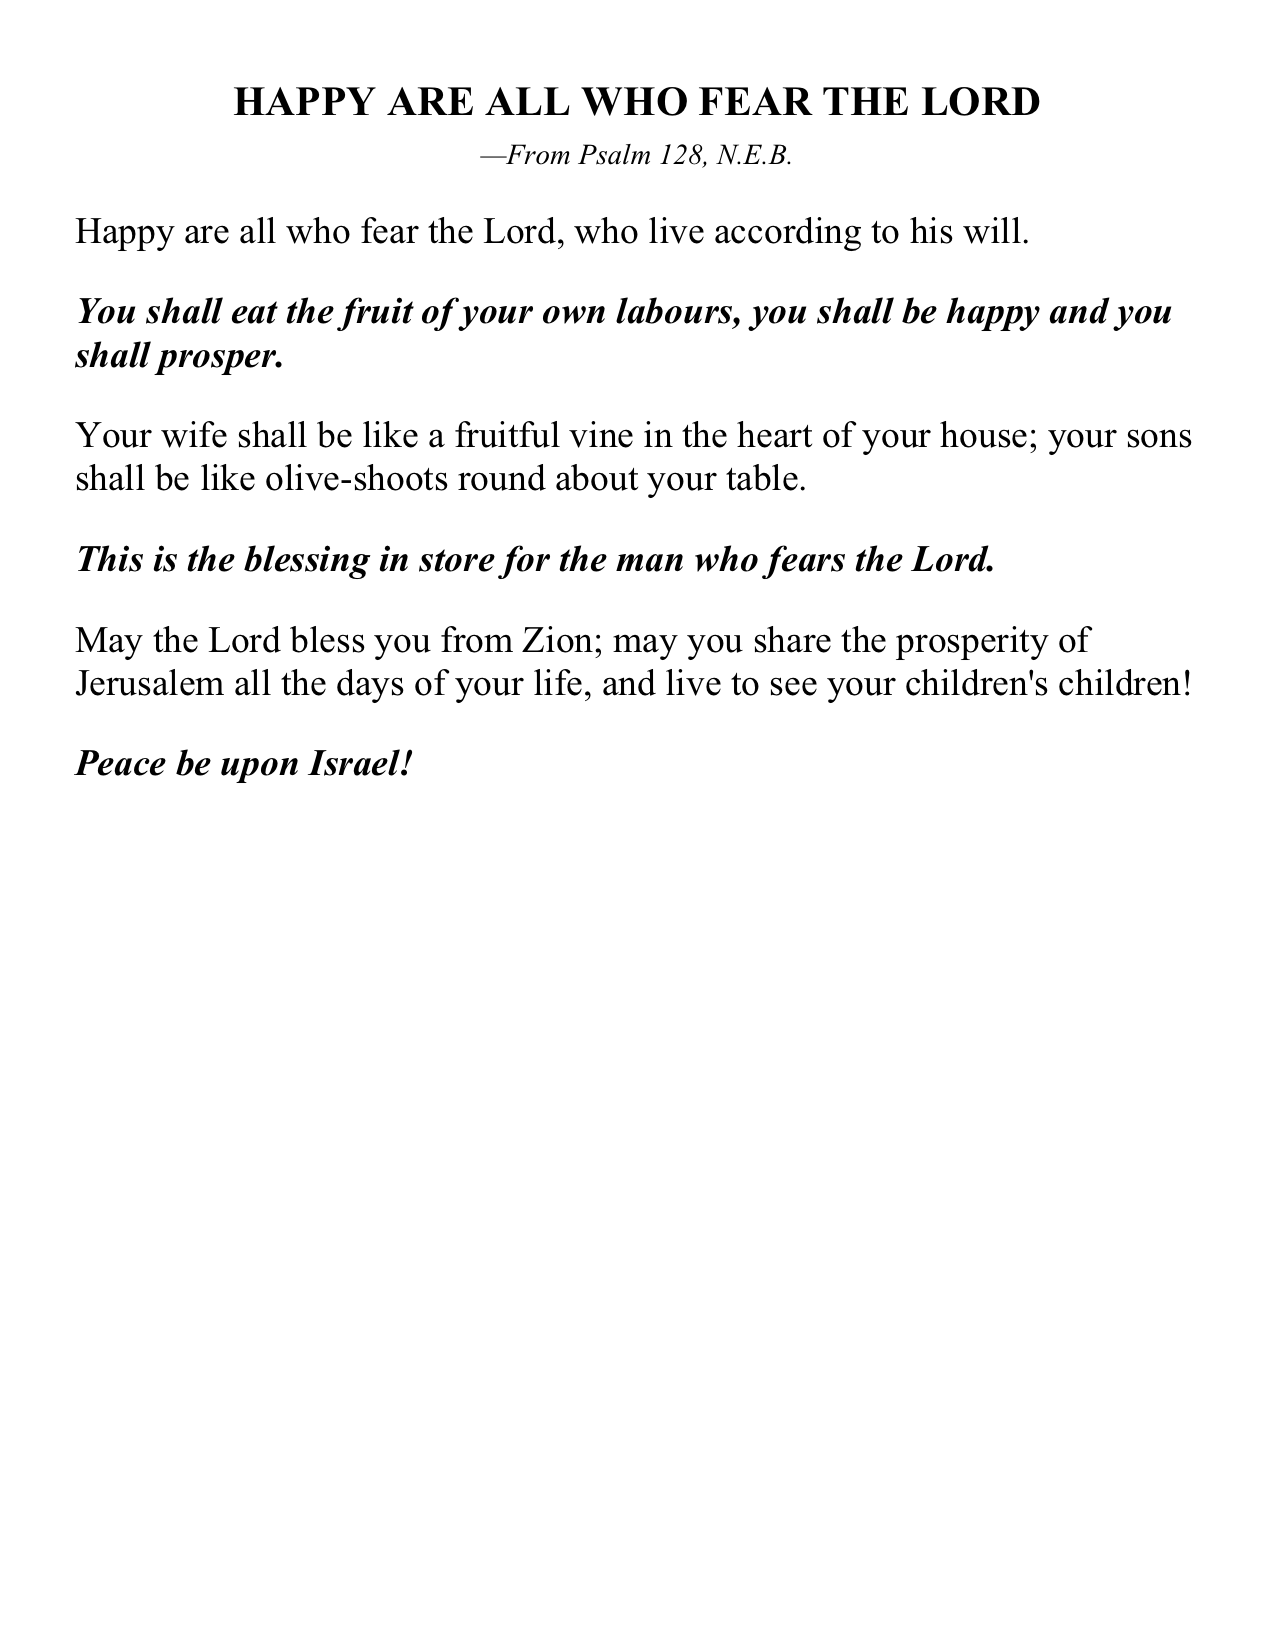 HAPPY ARE ALL WHO FEAR THE LORD
—From Psalm 128, N.E.B.
Happy are all who fear the Lord, who live according to his will.
You shall eat the fruit of your own labours, you shall be happy and you
shall prosper.
Your wife shall be like a fruitful vine in the heart of your house; your sons
shall be like olive-shoots round about your table.
This is the blessing in store for the man who fears the Lord.
May the Lord bless you from Zion; may you share the prosperity of
Jerusalem all the days of your life, and live to see your children's children!
Peace be upon Israel!